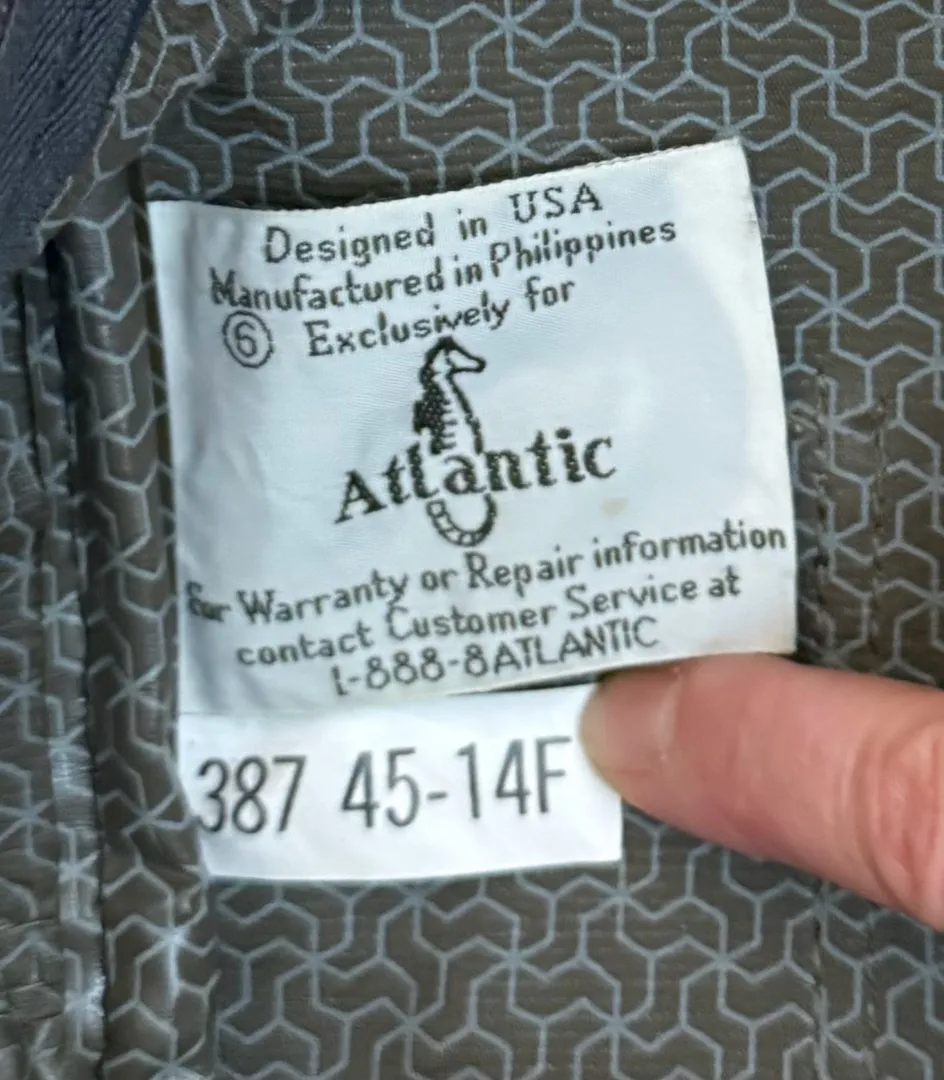 Designed in USA
Manufactured in Philippines
6 Exclusively for
Atlantic
For Warranty or Repair information
contact Customer Service at
1-888-8ATLANTIC
387 45-14F